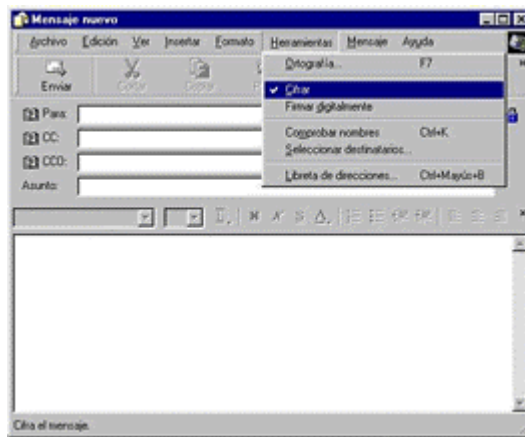 Mensaje nuevo
Archivo Edición Ver Insertar Formato Herramientas Mensaje Ayuda
Enviar Cortar Copiar
Ortografía... F7
Cifrar
Firmar digitalmente
Comprobar nombres Ctrl+K
Seleccionar destinatarios...
Libreta de direcciones... Ctrl+Mayús+B
Para:
CC:
CCO:
Asunto:
N K S A
Cifra el mensaje.